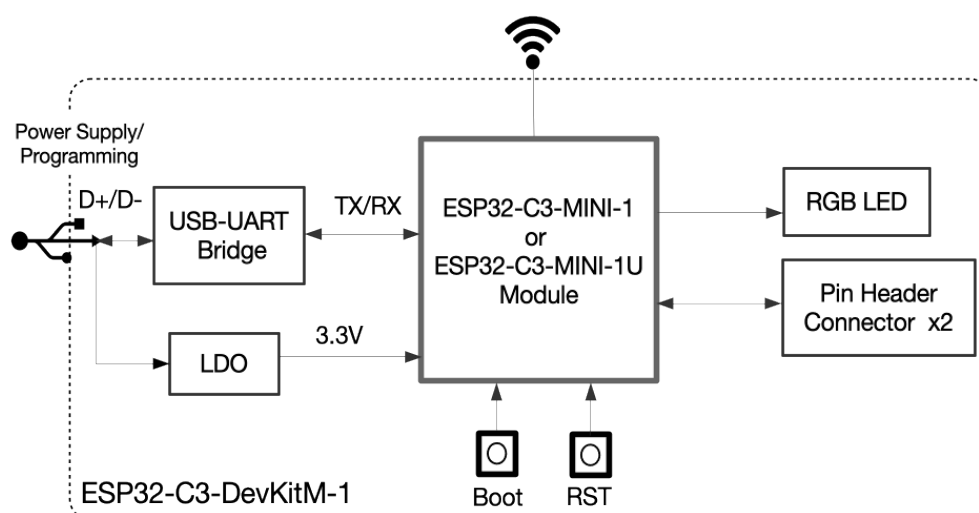 Power Supply/
Programming
D+/D-
USB-UART
Bridge
TX/RX
ESP32-C3-MINI-1
or
ESP32-C3-MINI-1U
Module
RGB LED
Pin Header
Connector x2
LDO
3.3V
Boot
RST
ESP32-C3-DevKitM-1